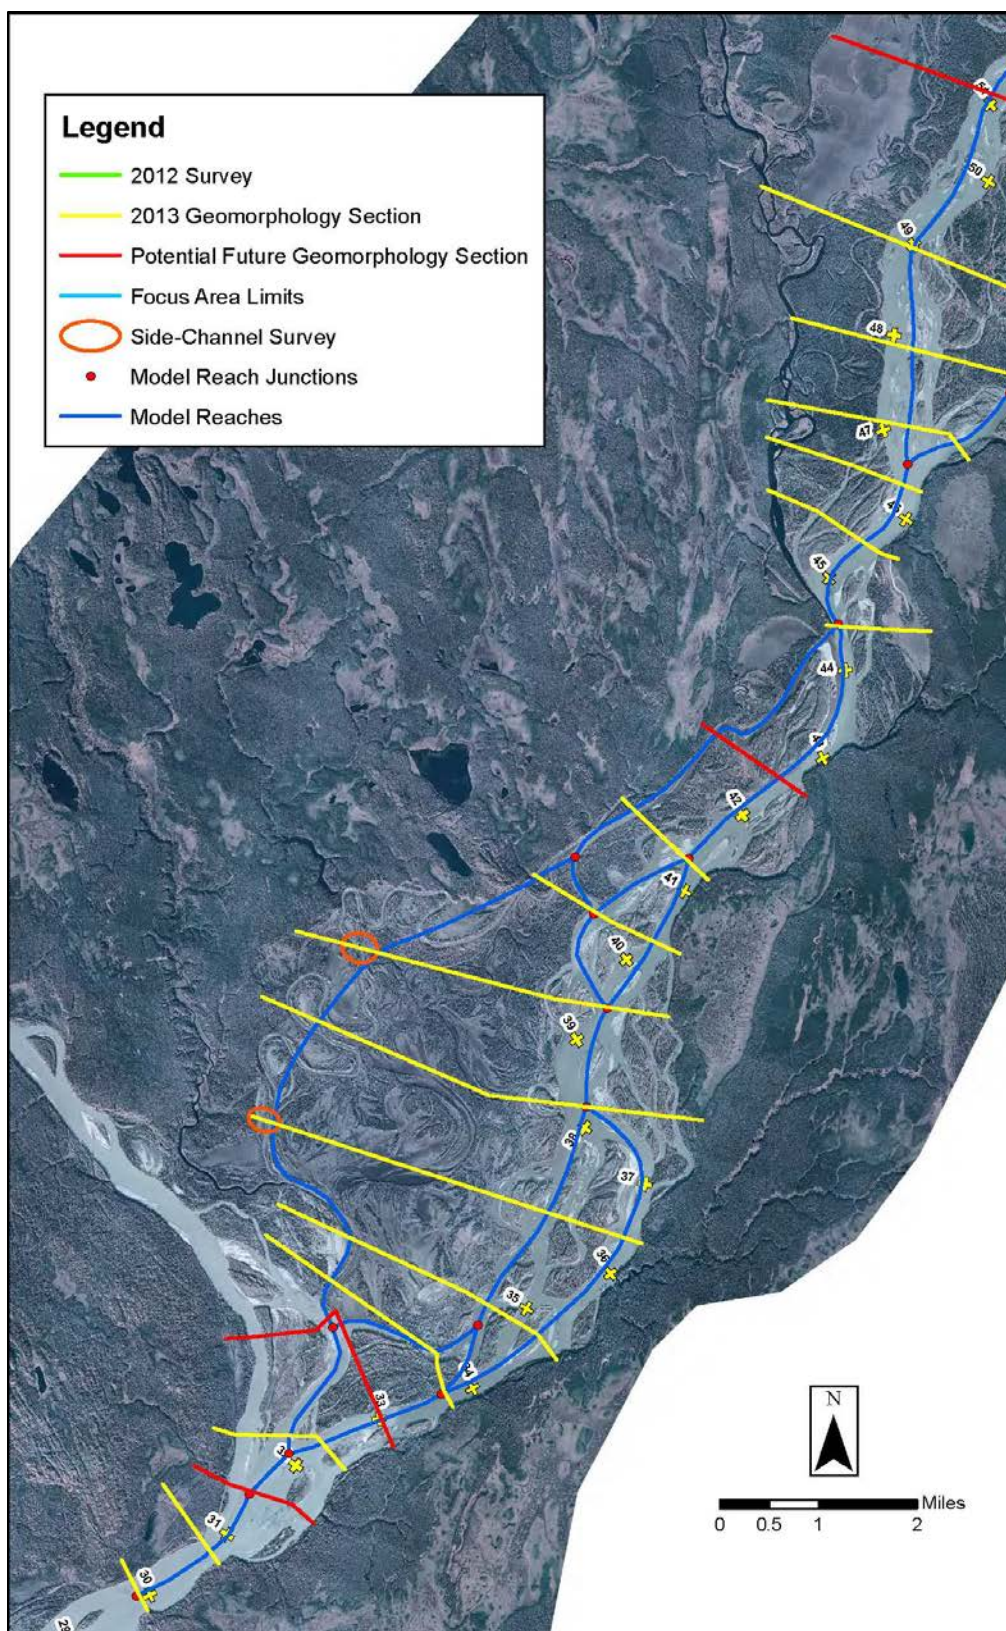 Legend
2012 Survey
2013 Geomorphology Section
Potential Future Geomorphology Section
Focus Area Limits
Side-Channel Survey
Model Reach Junctions
Model Reaches
50
49
48
47
45
44
42
41
40
39
38
37
36
35
34
33
31
30
29
N
Miles
0 0.5 1 2